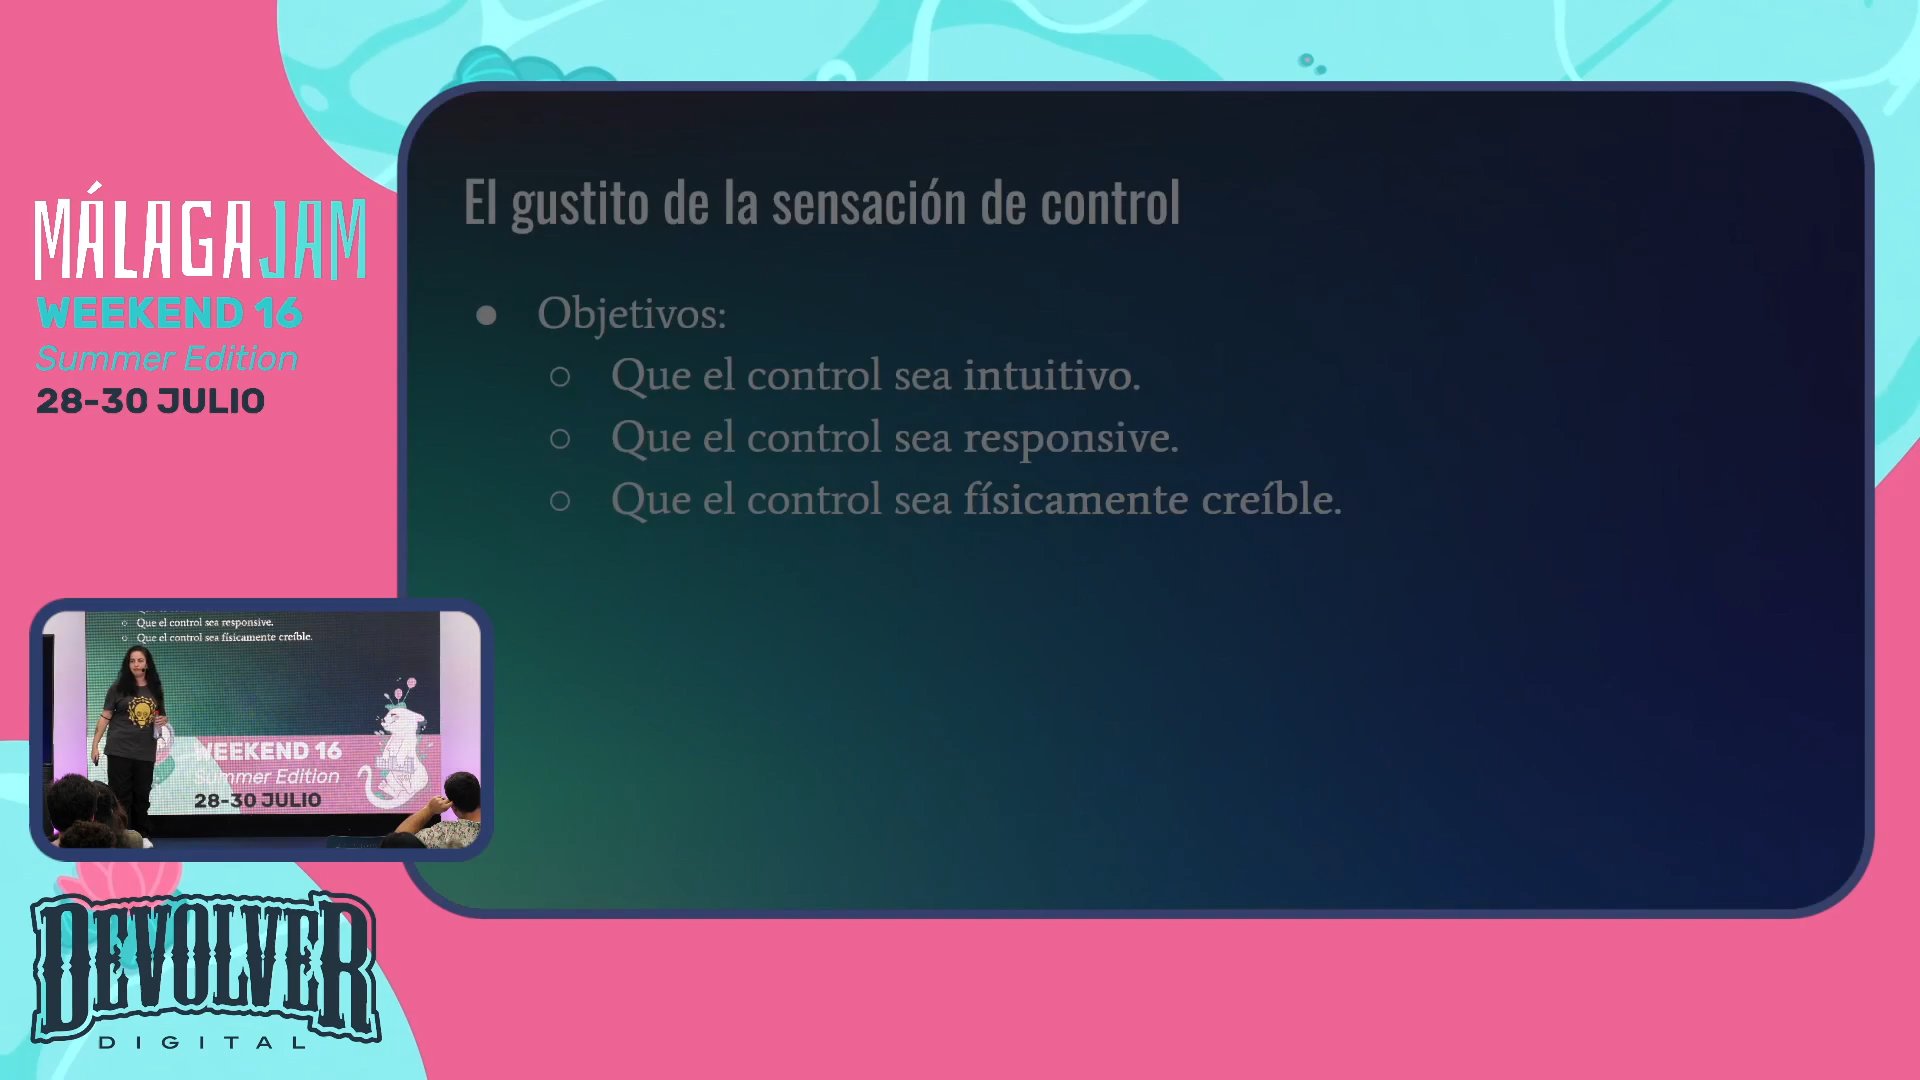 MÁLAGAJAM
WEEKEND 16
Summer Edition
28-30 JULIO
El gustito de la sensación de control
● Objetivos:
○ Que el control sea intuitivo.
○ Que el control sea responsive.
○ Que el control sea físicamente creíble.
○ Que el control sea responsive.
○ Que el control sea físicamente creíble.
WEEKEND 16
Summer Edition
28-30 JULIO
DEVOLVER
DIGITAL